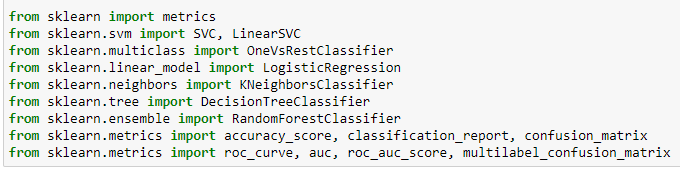 from sklearn import metrics
from sklearn.svm import SVC, LinearSVC
from sklearn.multiclass import OneVsRestClassifier
from sklearn.linear_model import LogisticRegression
from sklearn.neighbors import KNeighborsClassifier
from sklearn.tree import DecisionTreeClassifier
from sklearn.ensemble import RandomForestClassifier
from sklearn.metrics import accuracy_score, classification_report, confusion_matrix
from sklearn.metrics import roc_curve, auc, roc_auc_score, multilabel_confusion_matrix